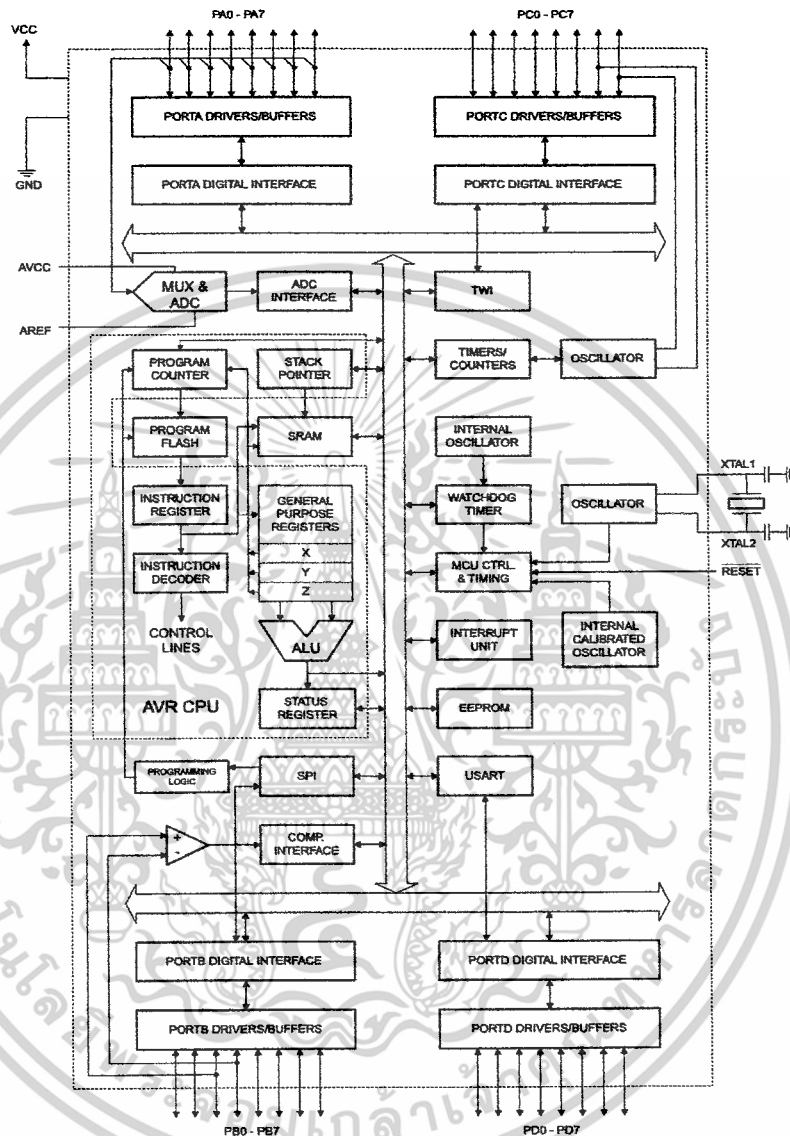 PA0 - PA7
PC0 - PC7
VCC
GND
PORTA DRIVERS/BUFFERS
PORTC DRIVERS/BUFFERS
PORTA DIGITAL INTERFACE
PORTC DIGITAL INTERFACE
AVCC
AREF
MUX &
ADC
ADC
INTERFACE
TWI
PROGRAM
COUNTER
STACK
POINTER
TIMERS/
COUNTERS
OSCILLATOR
PROGRAM
FLASH
SRAM
INTERNAL
OSCILLATOR
INSTRUCTION
REGISTER
GENERAL
PURPOSE
REGISTERS
X
Y
Z
WATCHDOG
TIMER
OSCILLATOR
XTAL1
XTAL2
RESET
INSTRUCTION
DECODER
MCU CTRL.
& TIMING
CONTROL
LINES
ALU
INTERRUPT
UNIT
INTERNAL
CALIBRATED
OSCILLATOR
AVR CPU
STATUS
REGISTER
EEPROM
PROGRAMMING
LOGIC
SPI
USART
+
-
COMP.
INTERFACE
PORTB DIGITAL INTERFACE
PORTD DIGITAL INTERFACE
PORTB DRIVERS/BUFFERS
PORTD DRIVERS/BUFFERS
PB0 - PB7
PD0 - PD7